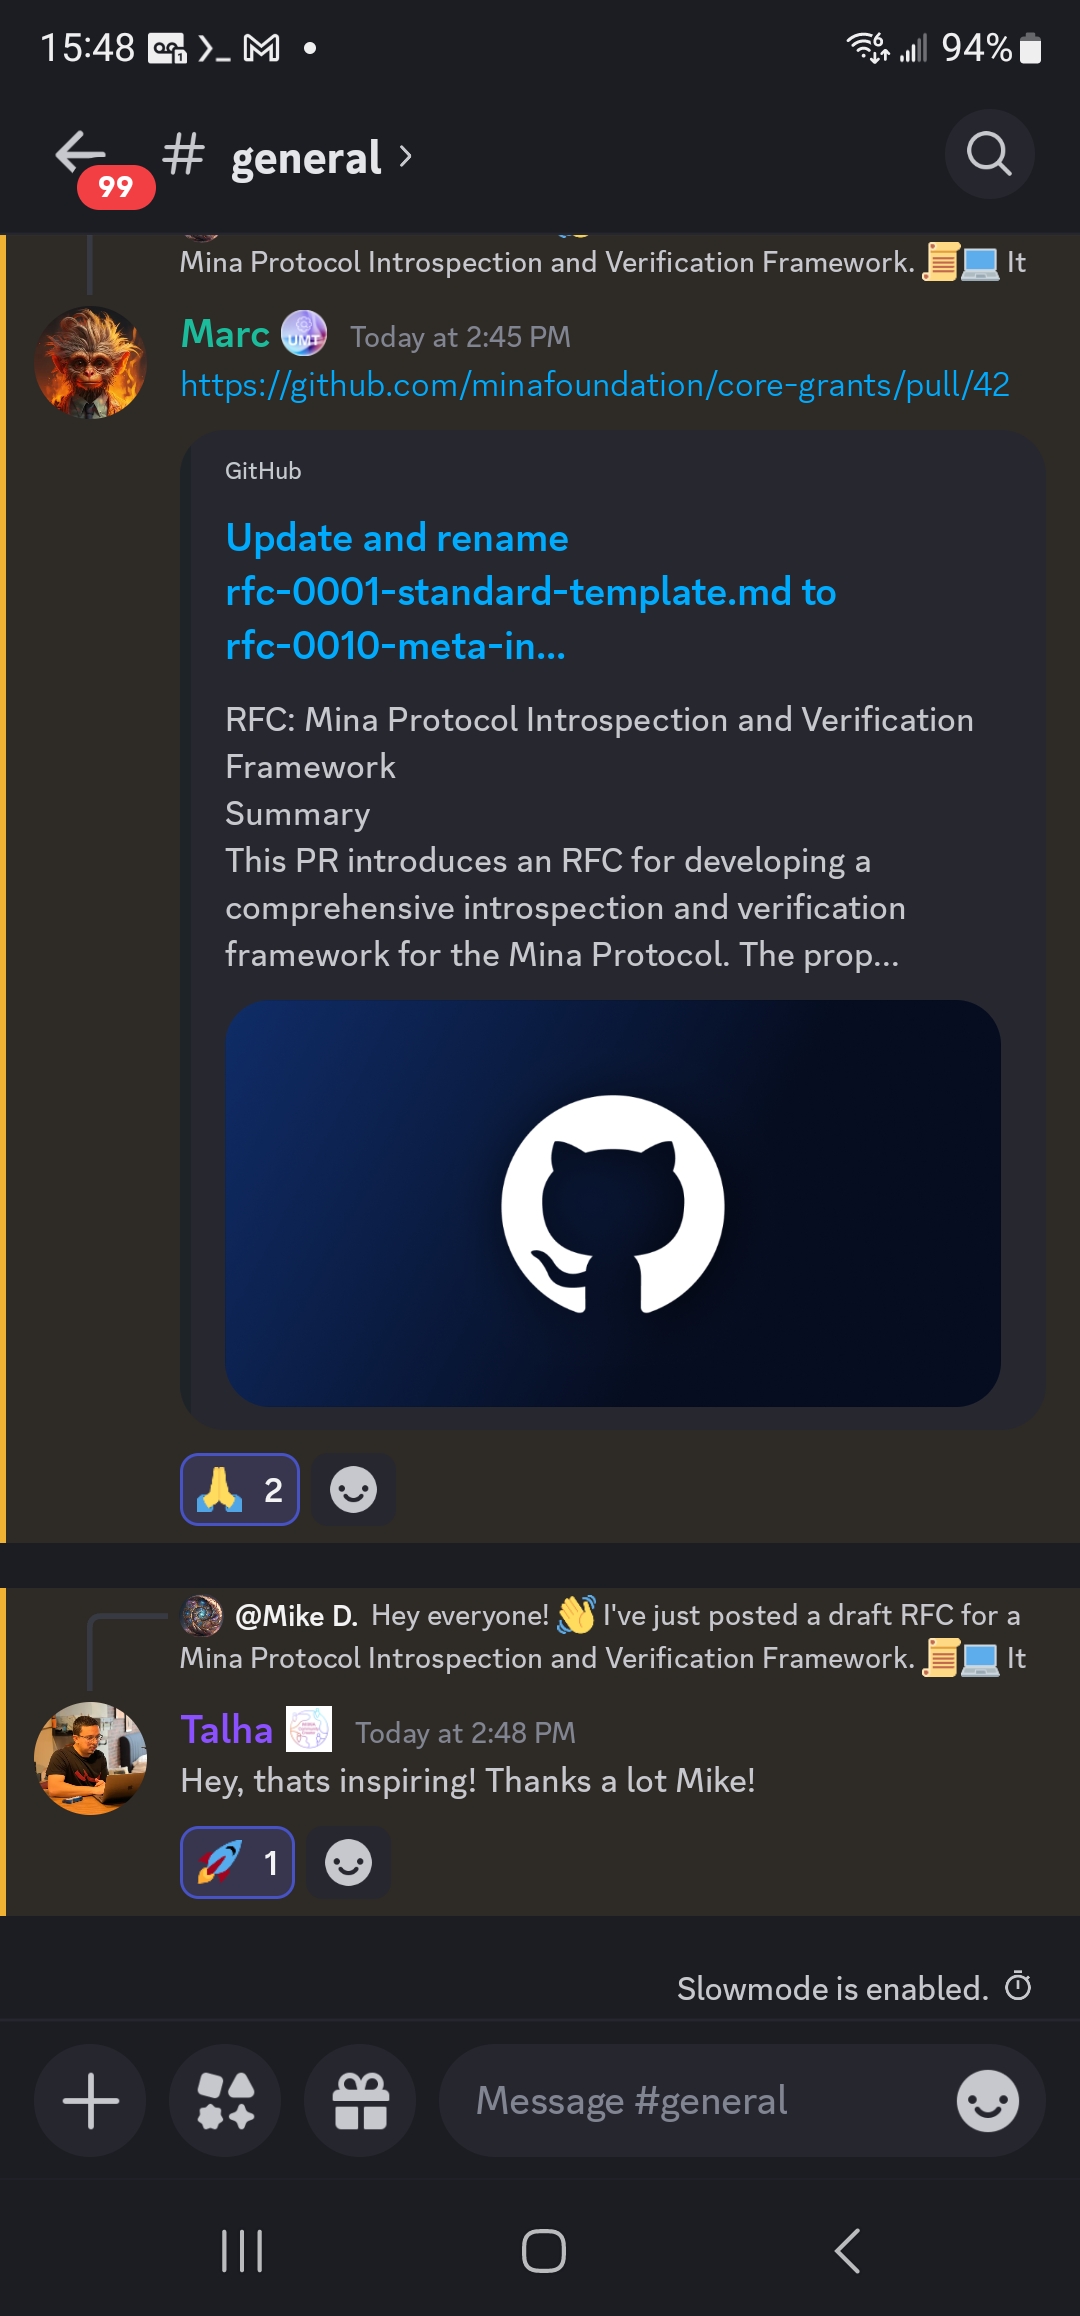 15:48
94%
99
# general
Mina Protocol Introspection and Verification Framework. 📜💻 It
Marc UMT Today at 2:45 PM
https://github.com/minafoundation/core-grants/pull/42
GitHub
Update and rename
rfc-0001-standard-template.md to
rfc-0010-meta-in...
RFC: Mina Protocol Introspection and Verification
Framework
Summary
This PR introduces an RFC for developing a
comprehensive introspection and verification
framework for the Mina Protocol. The prop...
🙏 2
@Mike D. Hey everyone! 👋 I've just posted a draft RFC for a
Mina Protocol Introspection and Verification Framework. 📜💻 It
Talha Today at 2:48 PM
Hey, thats inspiring! Thanks a lot Mike!
🚀 1
Slowmode is enabled.
Message #general